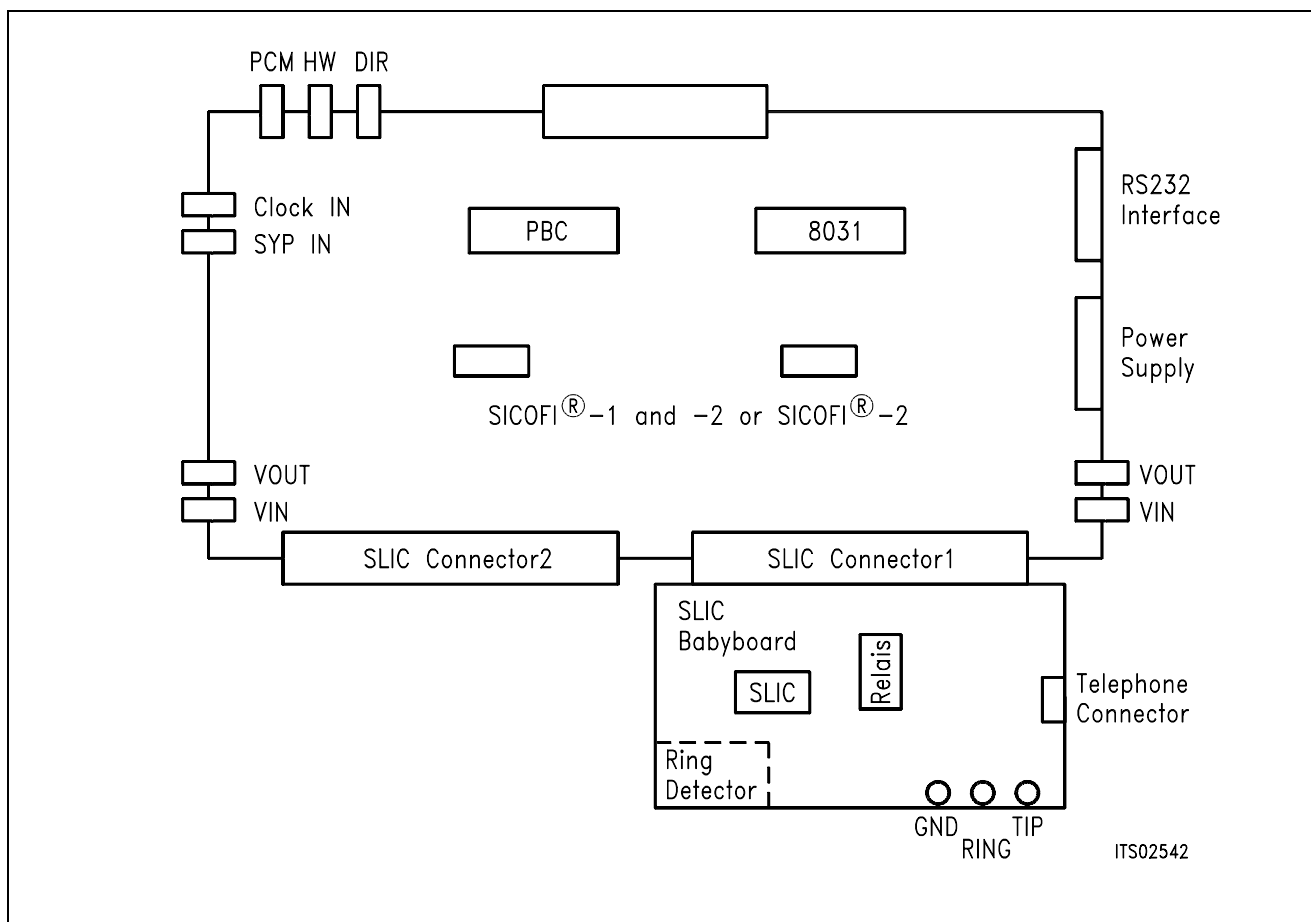 PCM HW DIR
Clock IN
SYP IN
PBC
8031
RS232
Interface
Power
Supply
SICOFI®-1 and -2 or SICOFI®-2
VOUT
VIN
VOUT
VIN
SLIC Connector2
SLIC Connector1
SLIC
Babyboard
SLIC
Relais
Telephone
Connector
Ring
Detector
GND
RING
TIP
ITS02542